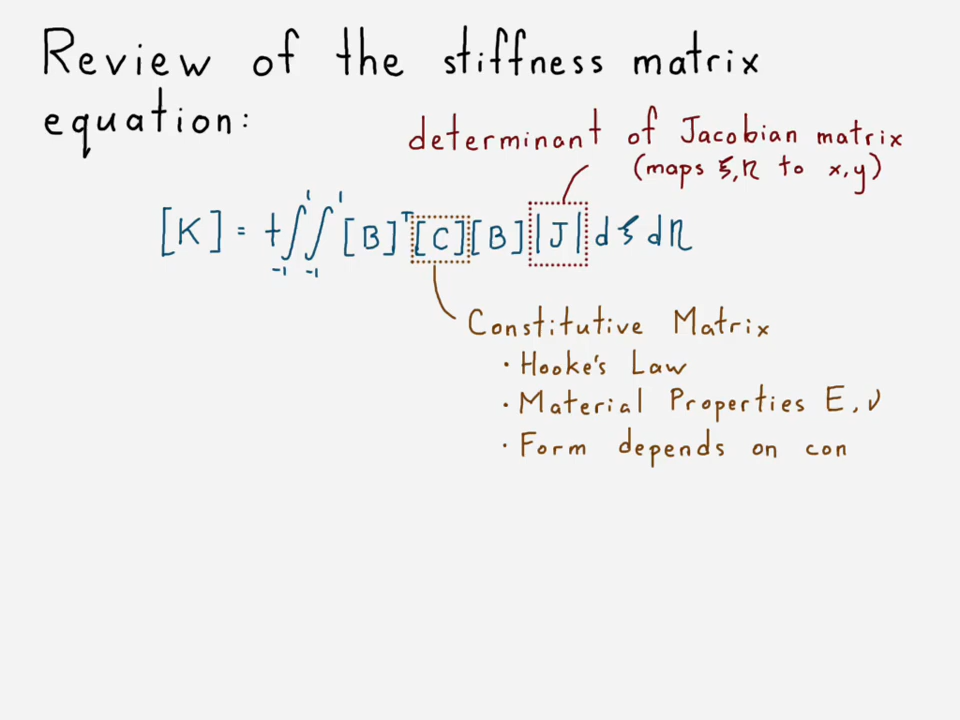 Review of the stiffness matrix
equation:
determinant of Jacobian matrix
(maps ξ,η to x,y)
[K] = t∫₋₁¹∫₋₁¹ [B]ᵀ[C][B]|J| dξ dη
Constitutive Matrix
• Hooke's Law
• Material Properties E, ν
• Form depends on con